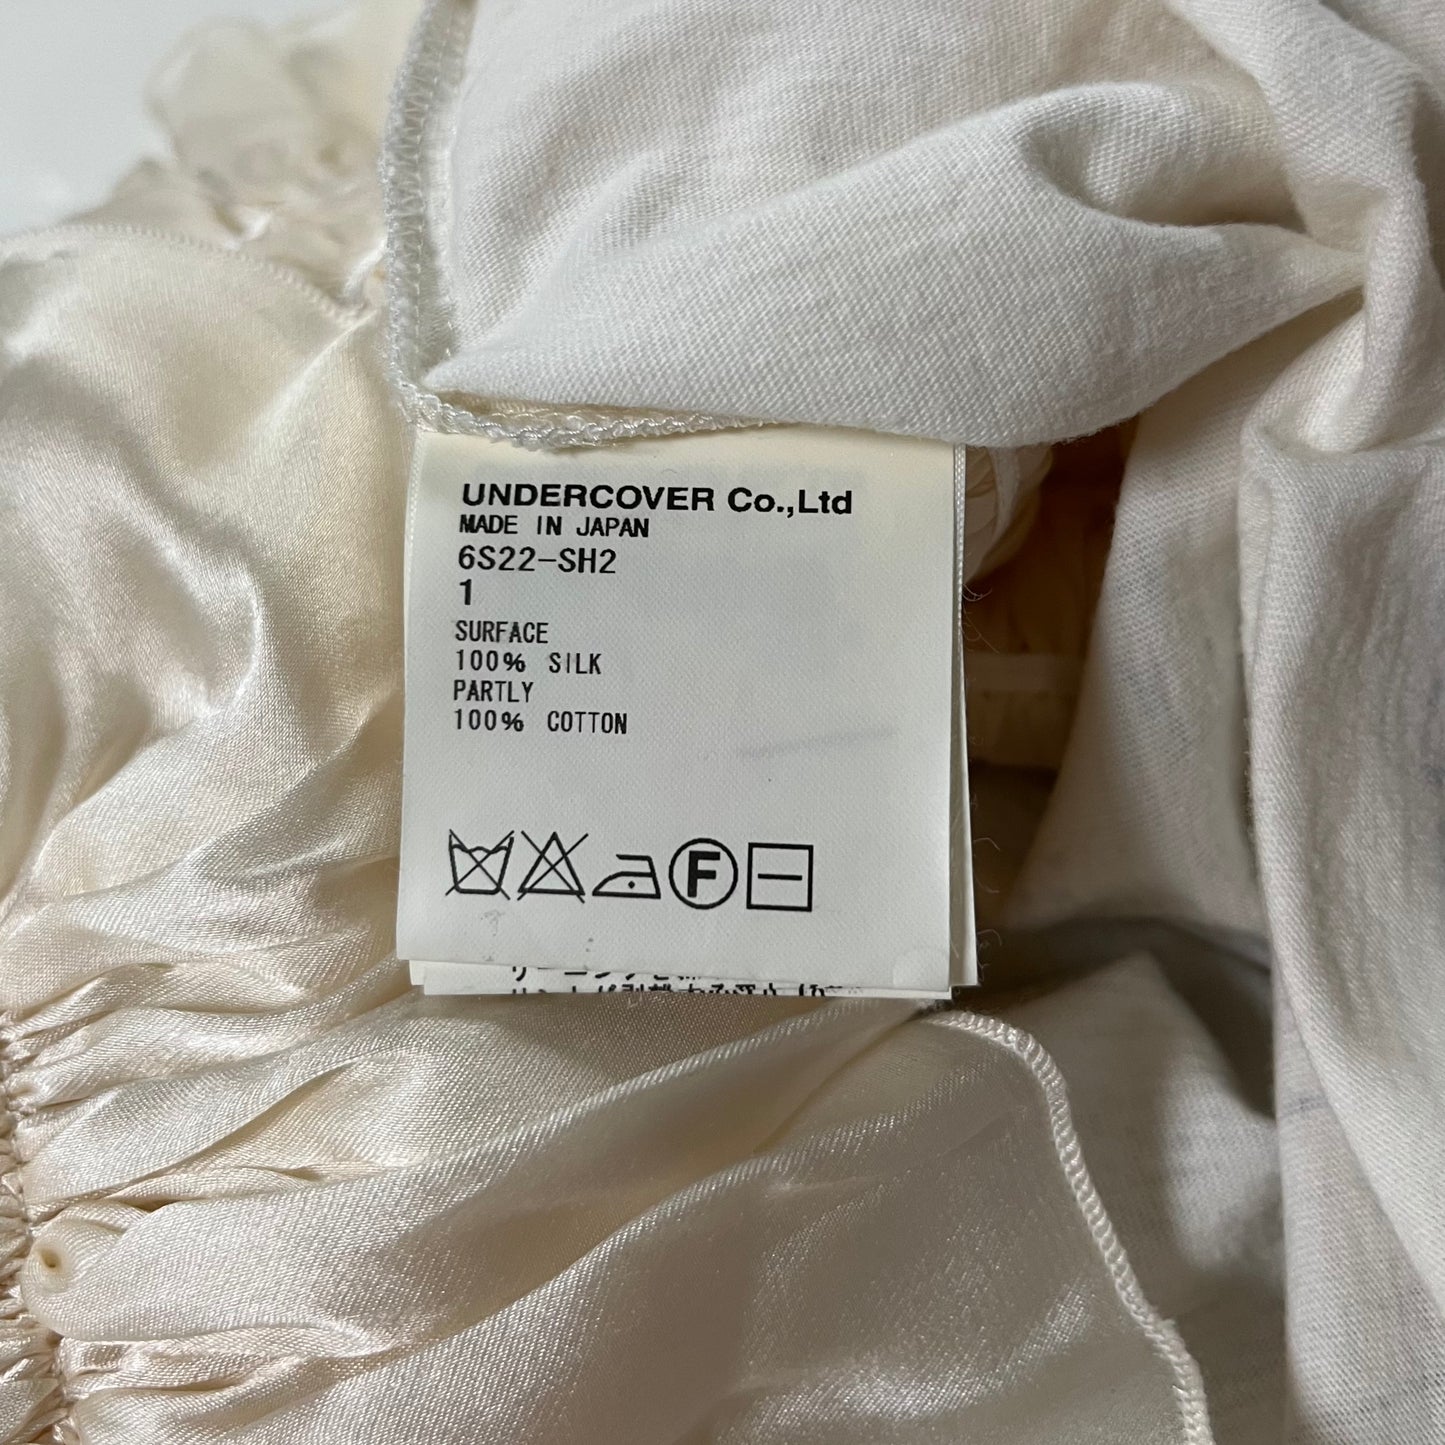 UNDERCOVER Co.,Ltd
MADE IN JAPAN
6S22-SH2
1
SURFACE
100% SILK
PARTLY
100% COTTON
F